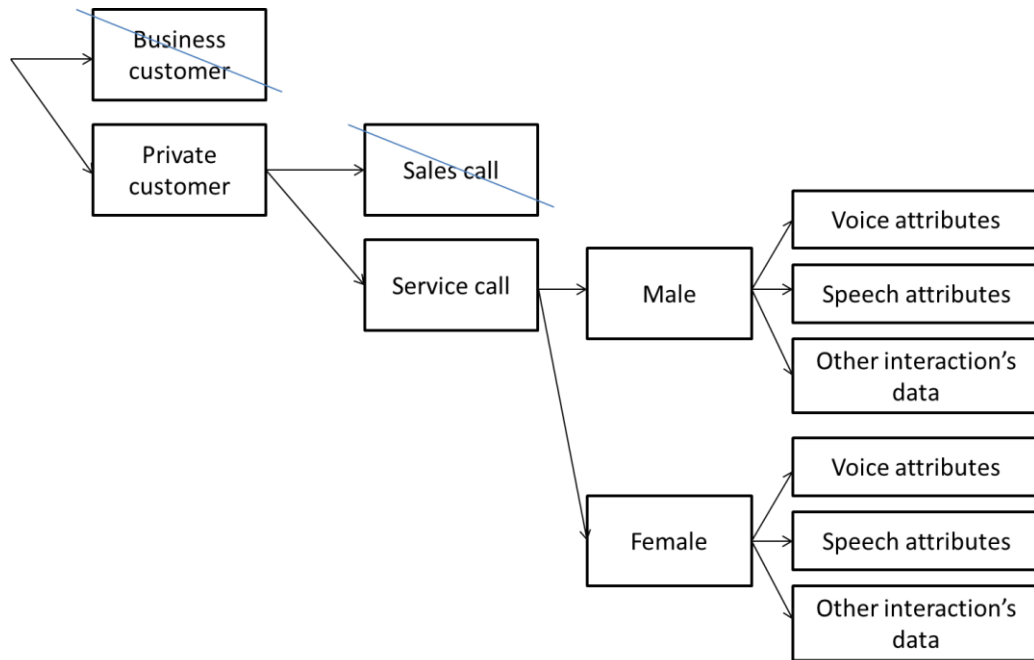 Business
customer
Private
customer
Sales call
Service call
Male
Voice attributes
Speech attributes
Other interaction’s
data
Female
Voice attributes
Speech attributes
Other interaction’s
data